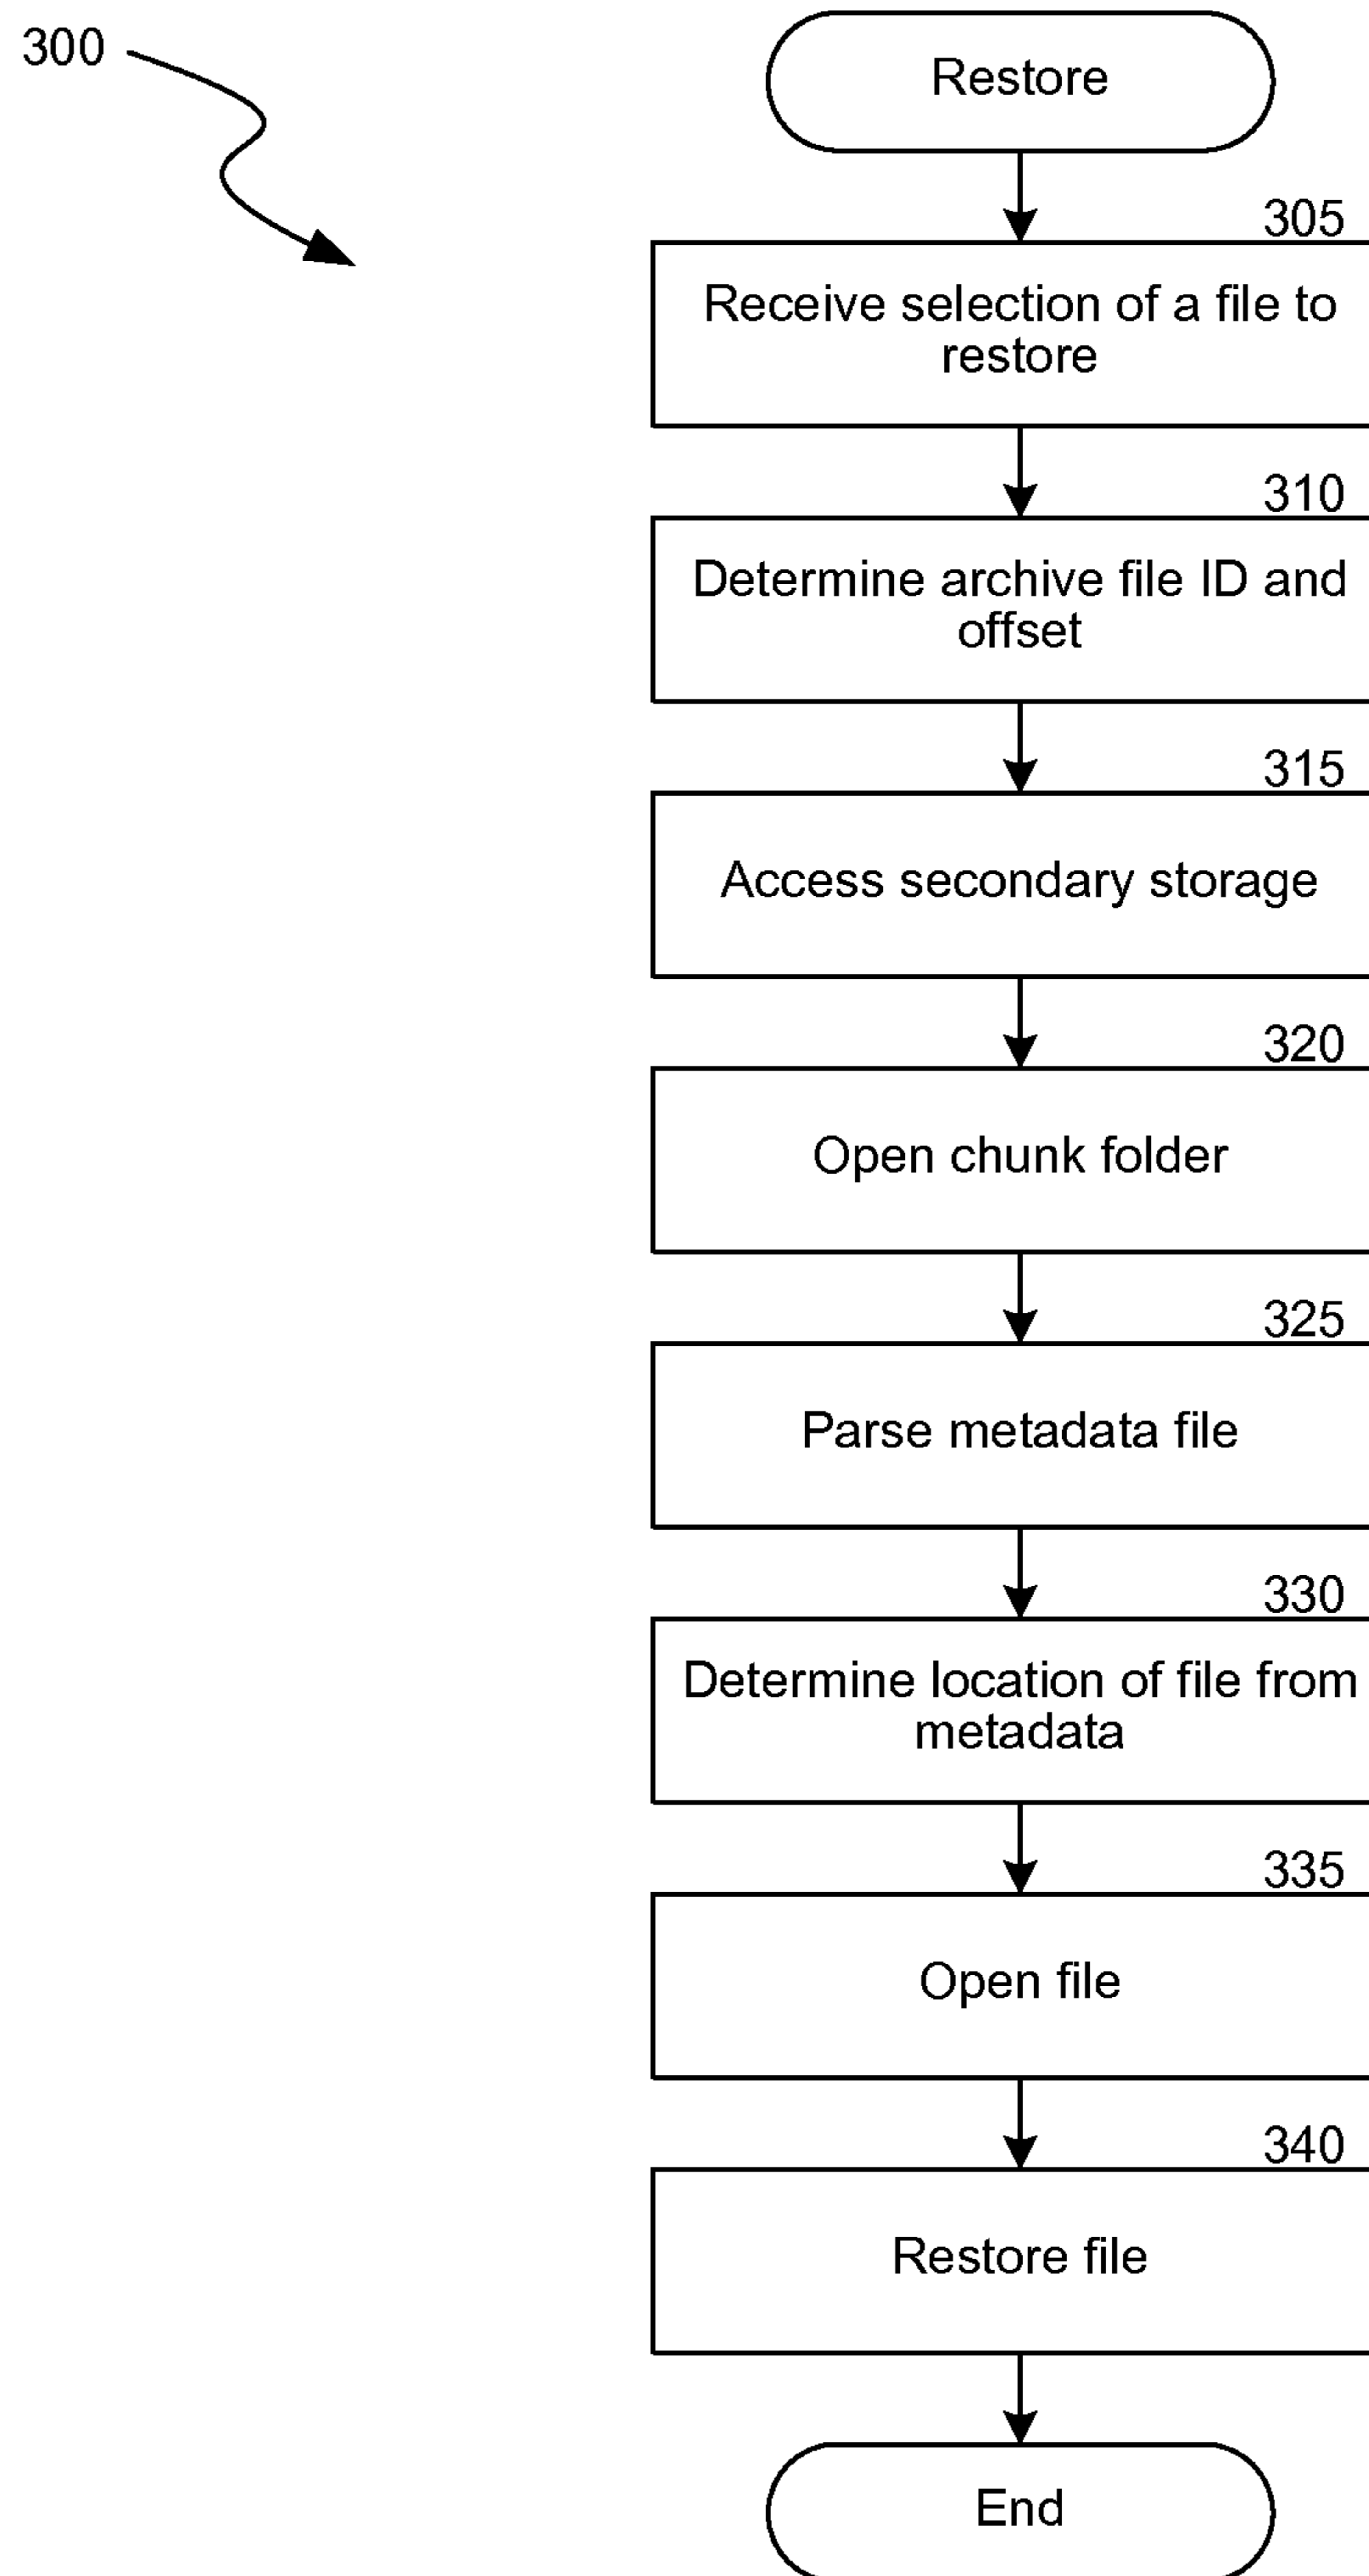 300
Restore
305
Receive selection of a file to
restore
310
Determine archive file ID and
offset
315
Access secondary storage
320
Open chunk folder
325
Parse metadata file
330
Determine location of file from
metadata
335
Open file
340
Restore file
End